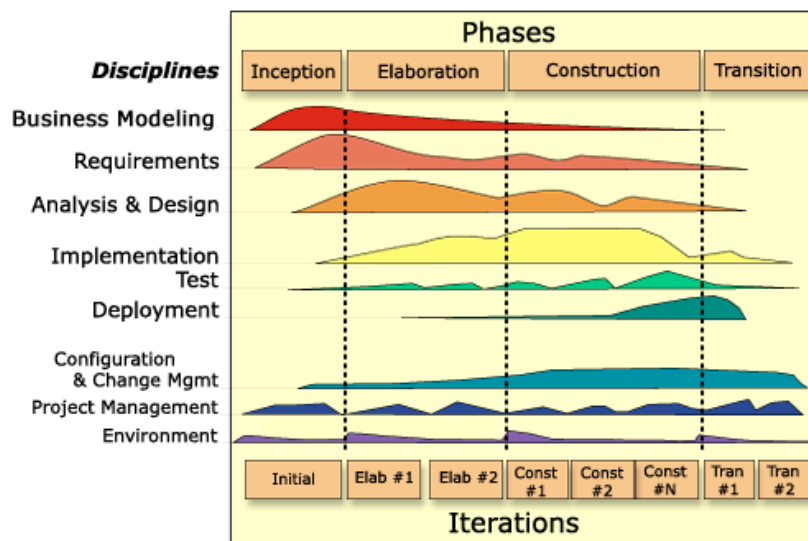 Phases
Disciplines
Inception
Elaboration
Construction
Transition
Business Modeling
Requirements
Analysis & Design
Implementation
Test
Deployment
Configuration
& Change Mgmt
Project Management
Environment
Initial
Elab #1
Elab #2
Const
#1
Const
#2
Const
#N
Tran
#1
Tran
#2
Iterations